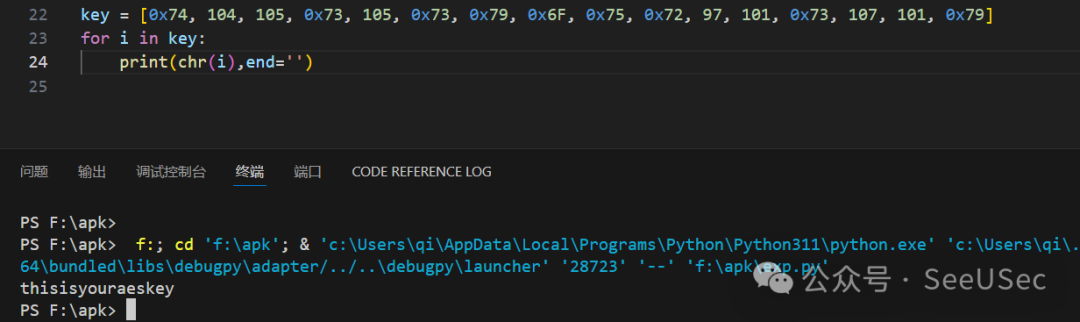 22 key = [0x74, 104, 105, 0x73, 105, 0x73, 0x79, 0x6F, 0x75, 0x72, 97, 101, 0x73, 107, 101, 0x79]
23 for i in key:
24     print(chr(i),end='')
25
问题 输出 调试控制台 终端 端口 CODE REFERENCE LOG
PS F:\apk>
PS F:\apk>  f:; cd 'f:\apk'; & 'c:\Users\qi\AppData\Local\Programs\Python\Python311\python.exe' 'c:\Users\qi\.
64\bundled\libs\debugpy\adapter/../..\debugpy\launcher' '28723' '--' 'f:\apk\exp.py'
thisisyouraeskey
PS F:\apk>
公众号 · SeeUSec